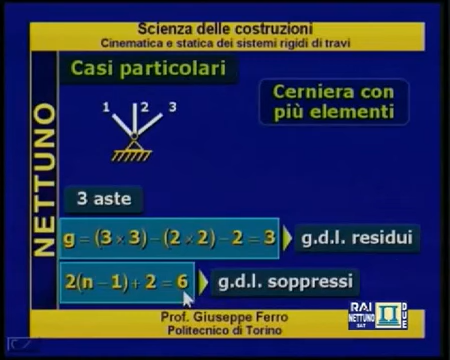 Scienza delle costruzioni
Cinematica e statica dei sistemi rigidi di travi
Casi particolari
Cerniera con
più elementi
1 2 3
NETTUNO
3 aste
g = (3 × 3) − (2 × 2) − 2 = 3
g.d.l. residui
2(n − 1) + 2 = 6
g.d.l. soppressi
Prof. Giuseppe Ferro
Politecnico di Torino
RAI
NETTUNO
SAT
DUE